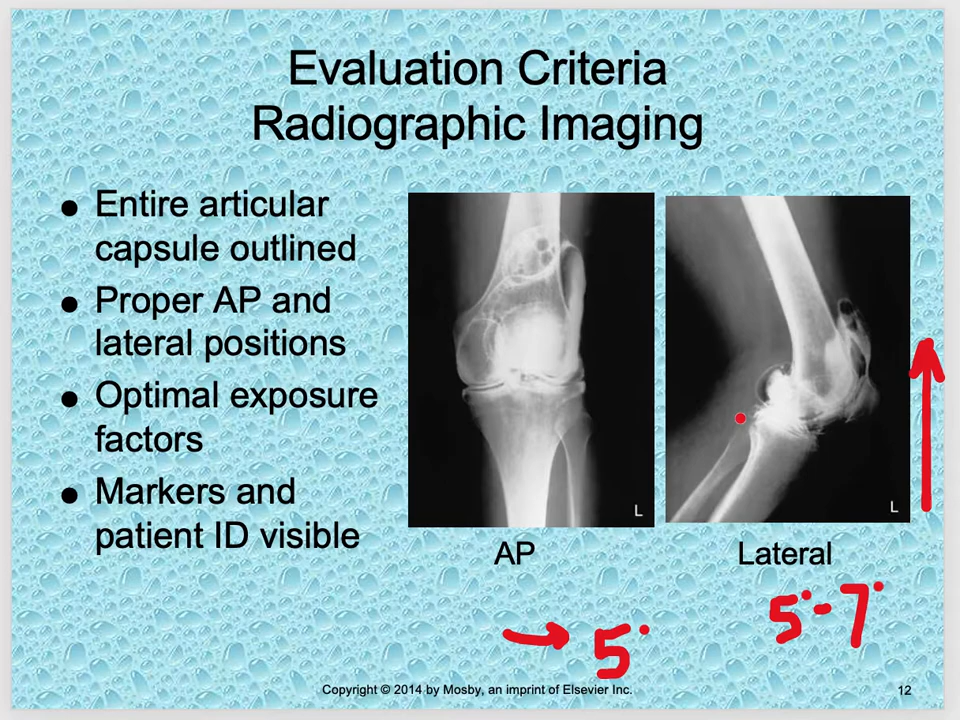 Evaluation Criteria
Radiographic Imaging
• Entire articular
capsule outlined
• Proper AP and
lateral positions
• Optimal exposure
factors
• Markers and
patient ID visible
L
L
AP
Lateral
→ 5°
5°-7°
Copyright © 2014 by Mosby, an imprint of Elsevier Inc.
12